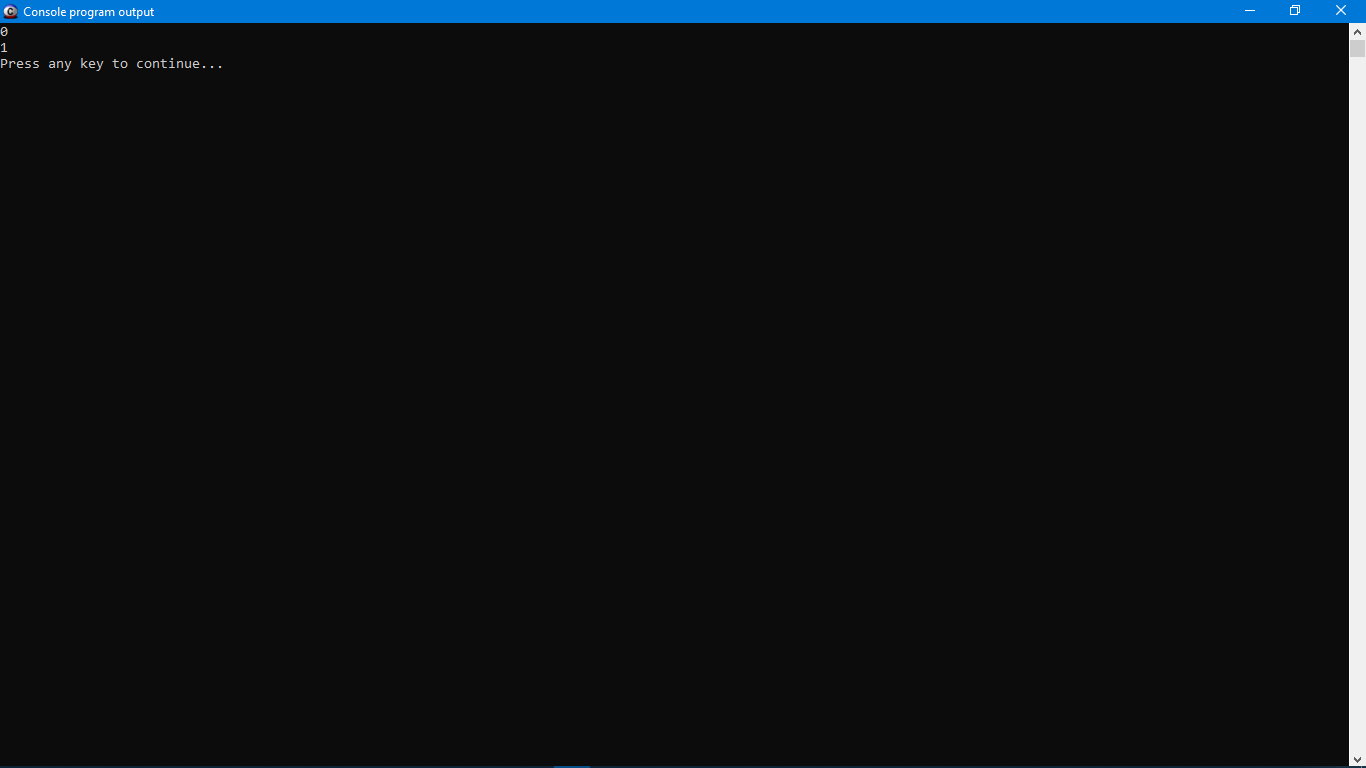 Console program output
0
1
Press any key to continue...